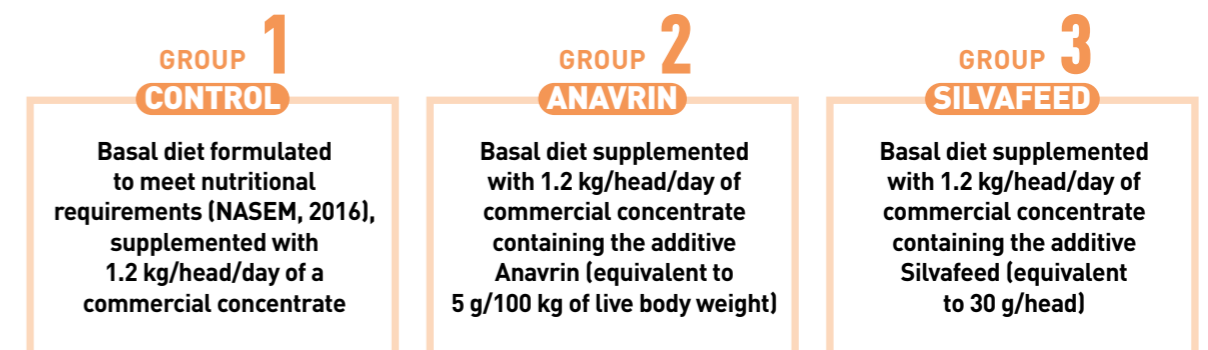 GROUP 1
CONTROL
Basal diet formulated
to meet nutritional
requirements (NASEM, 2016),
supplemented with
1.2 kg/head/day of a
commercial concentrate
GROUP 2
ANAVRIN
Basal diet supplemented
with 1.2 kg/head/day of
commercial concentrate
containing the additive
Anavrin (equivalent to
5 g/100 kg of live body weight)
GROUP 3
SILVAFEED
Basal diet supplemented
with 1.2 kg/head/day of
commercial concentrate
containing the additive
Silvafeed (equivalent
to 30 g/head)